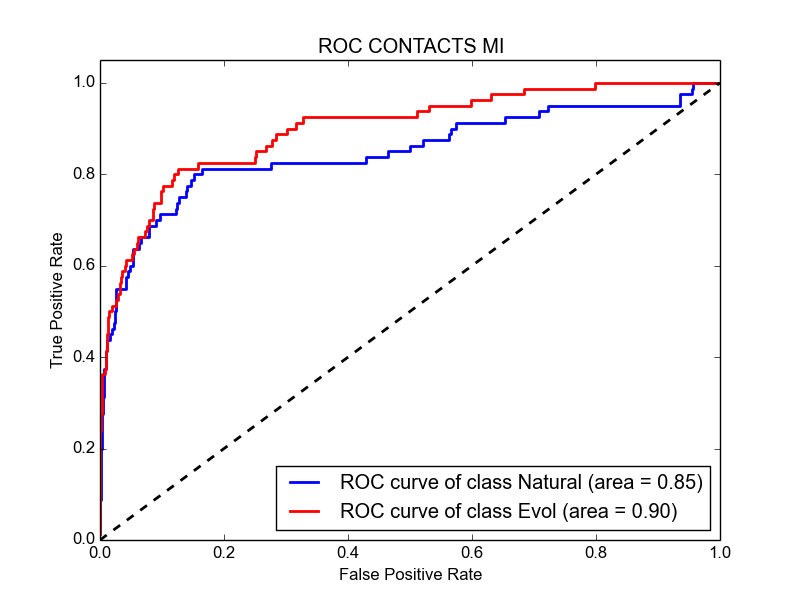 ROC CONTACTS MI
True Positive Rate
1.0
0.8
0.6
0.4
0.2
0.0
0.0 0.2 0.4 0.6 0.8 1.0
False Positive Rate
ROC curve of class Natural (area = 0.85)
ROC curve of class Evol (area = 0.90)